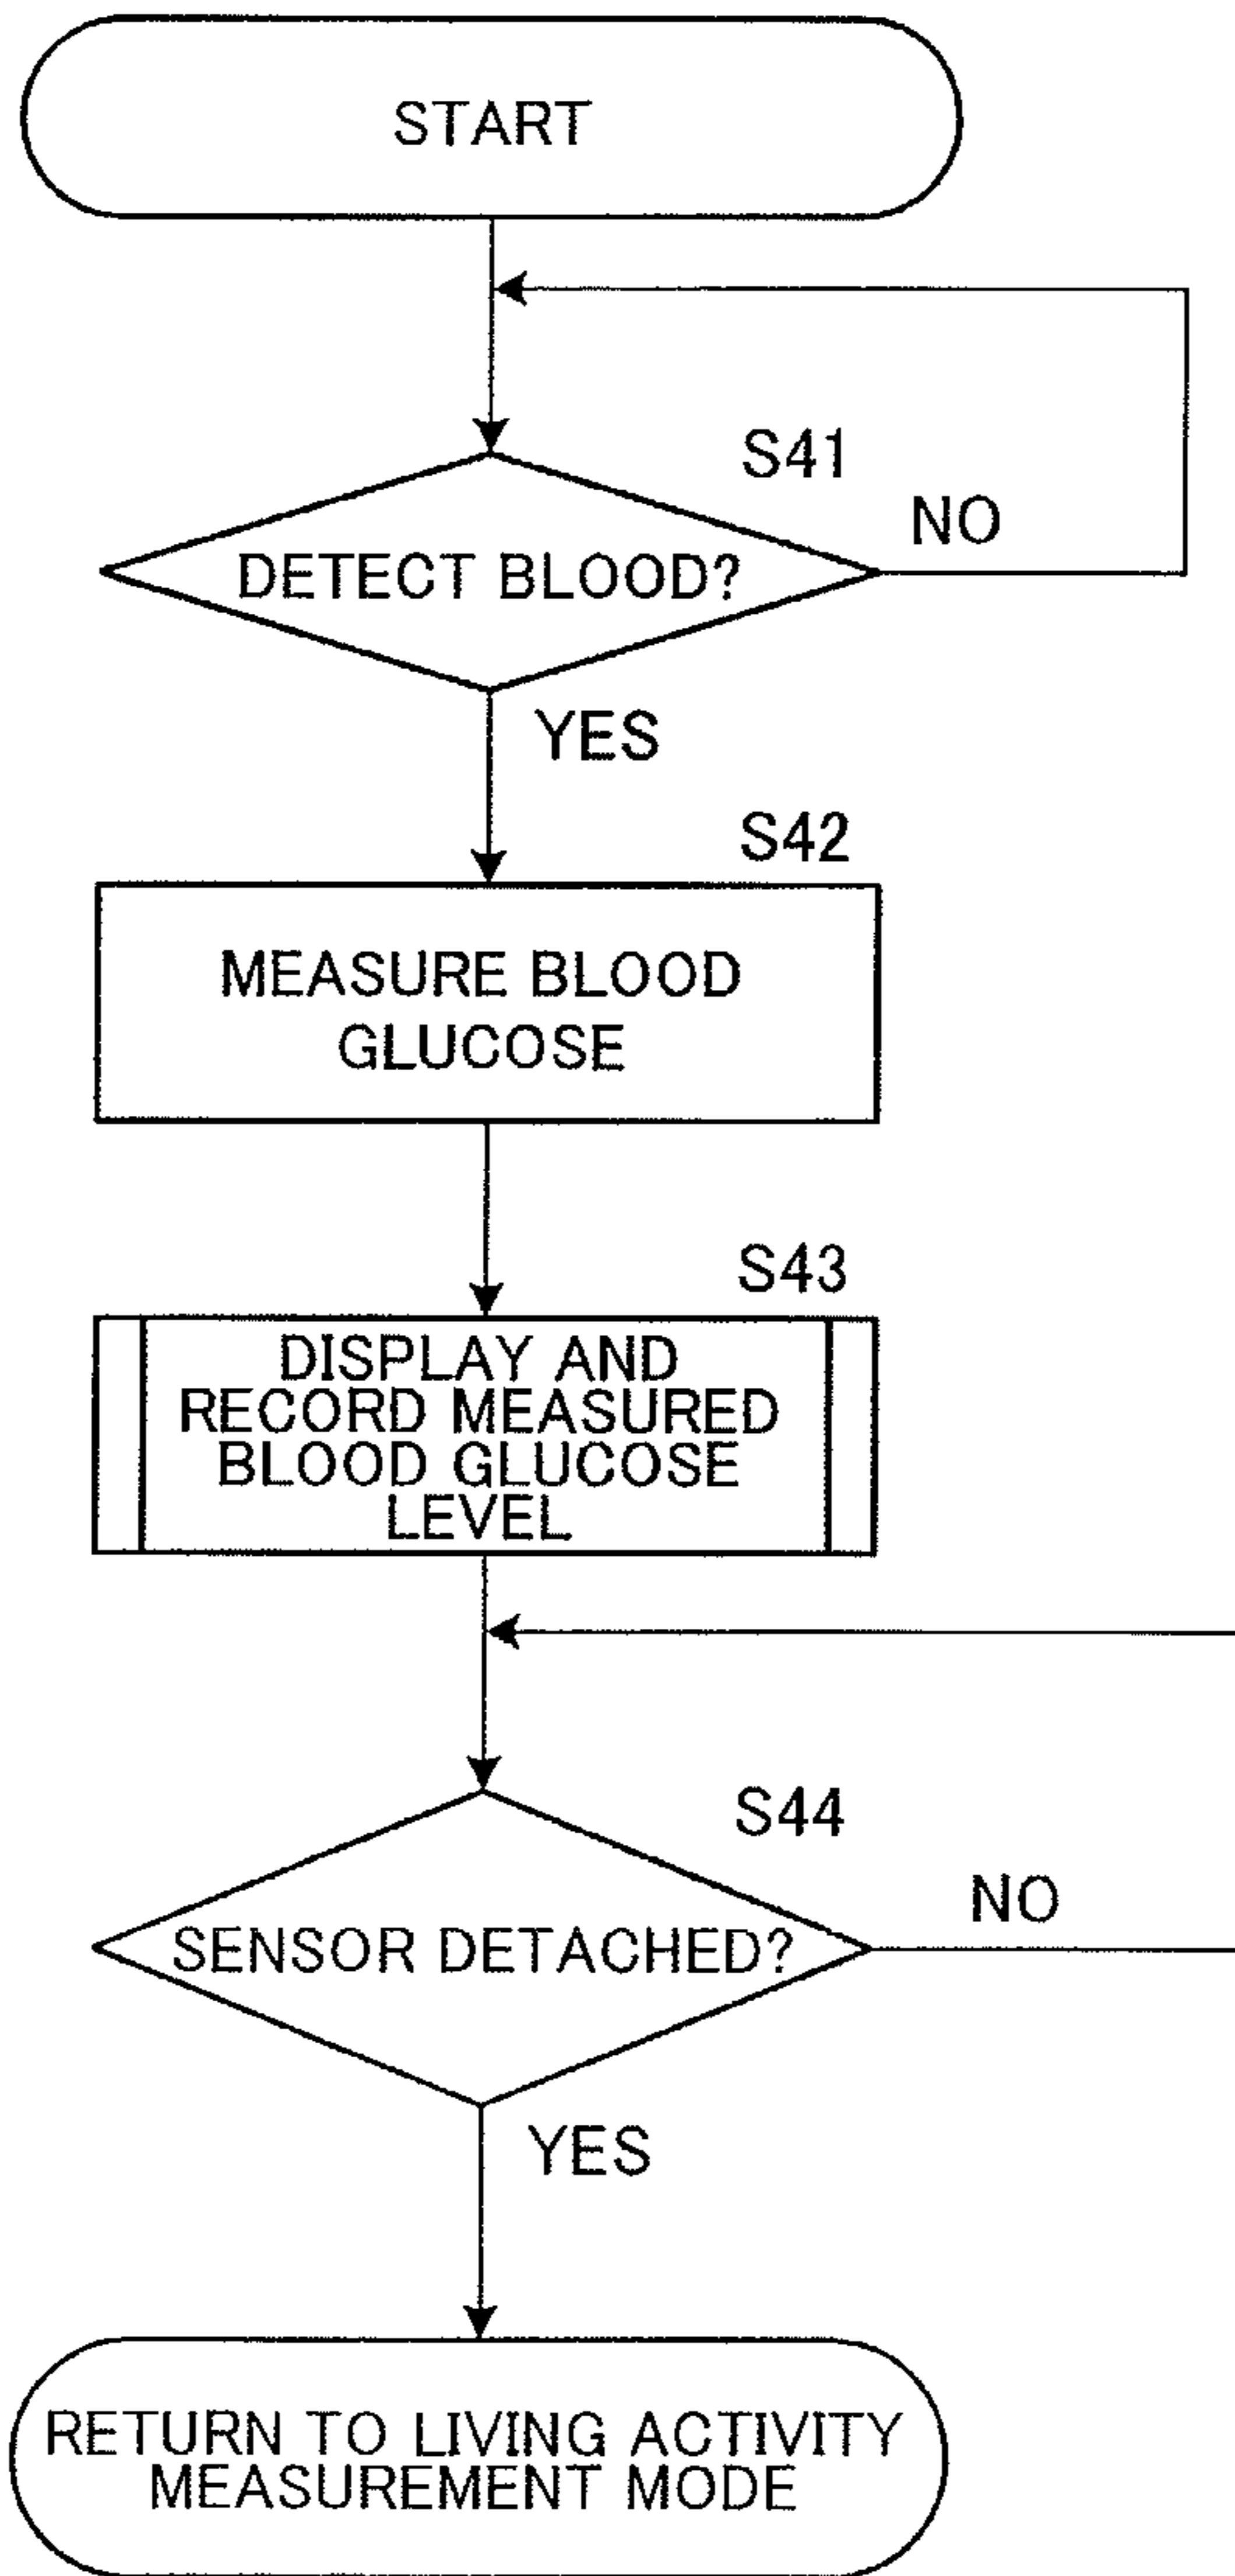 START
S41
NO
DETECT BLOOD?
YES
S42
MEASURE BLOOD
GLUCOSE
S43
DISPLAY AND
RECORD MEASURED
BLOOD GLUCOSE
LEVEL
S44
NO
SENSOR DETACHED?
YES
RETURN TO LIVING ACTIVITY
MEASUREMENT MODE